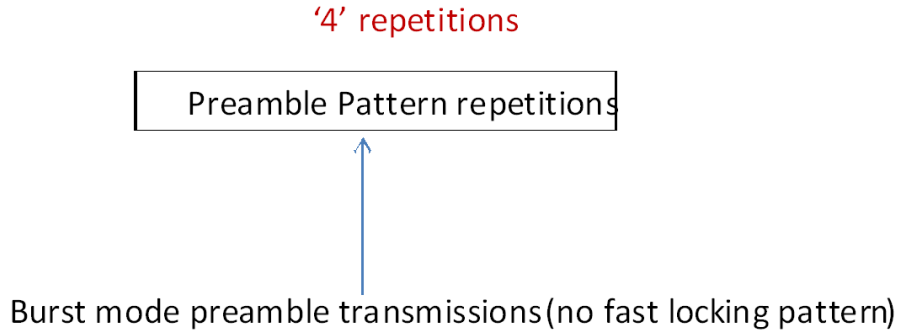 ‘4’ repetitions
Preamble Pattern repetitions
Burst mode preamble transmissions(no fast locking pattern)